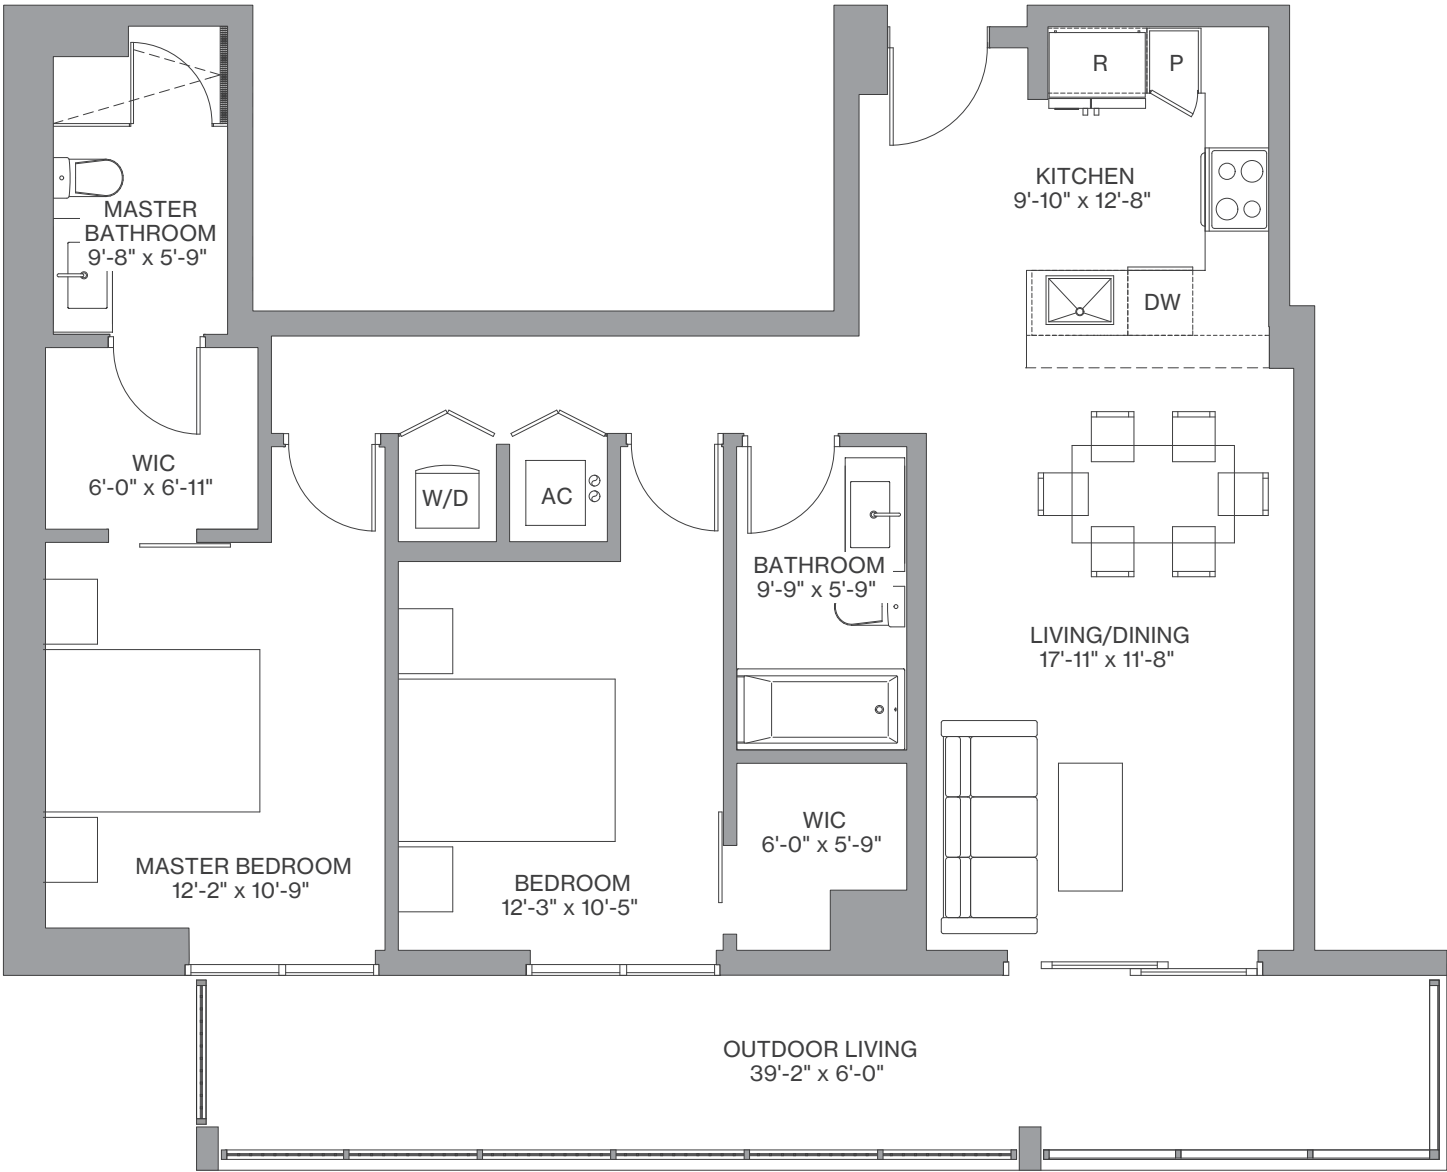 R
P
KITCHEN
9'-10" x 12'-8"
MASTER
BATHROOM
9'-8" x 5'-9"
DW
WIC
6'-0" x 6'-11"
W/D
AC
BATHROOM
9'-9" x 5'-9"
LIVING/DINING
17'-11" x 11'-8"
WIC
6'-0" x 5'-9"
MASTER BEDROOM
12'-2" x 10'-9"
BEDROOM
12'-3" x 10'-5"
OUTDOOR LIVING
39'-2" x 6'-0"